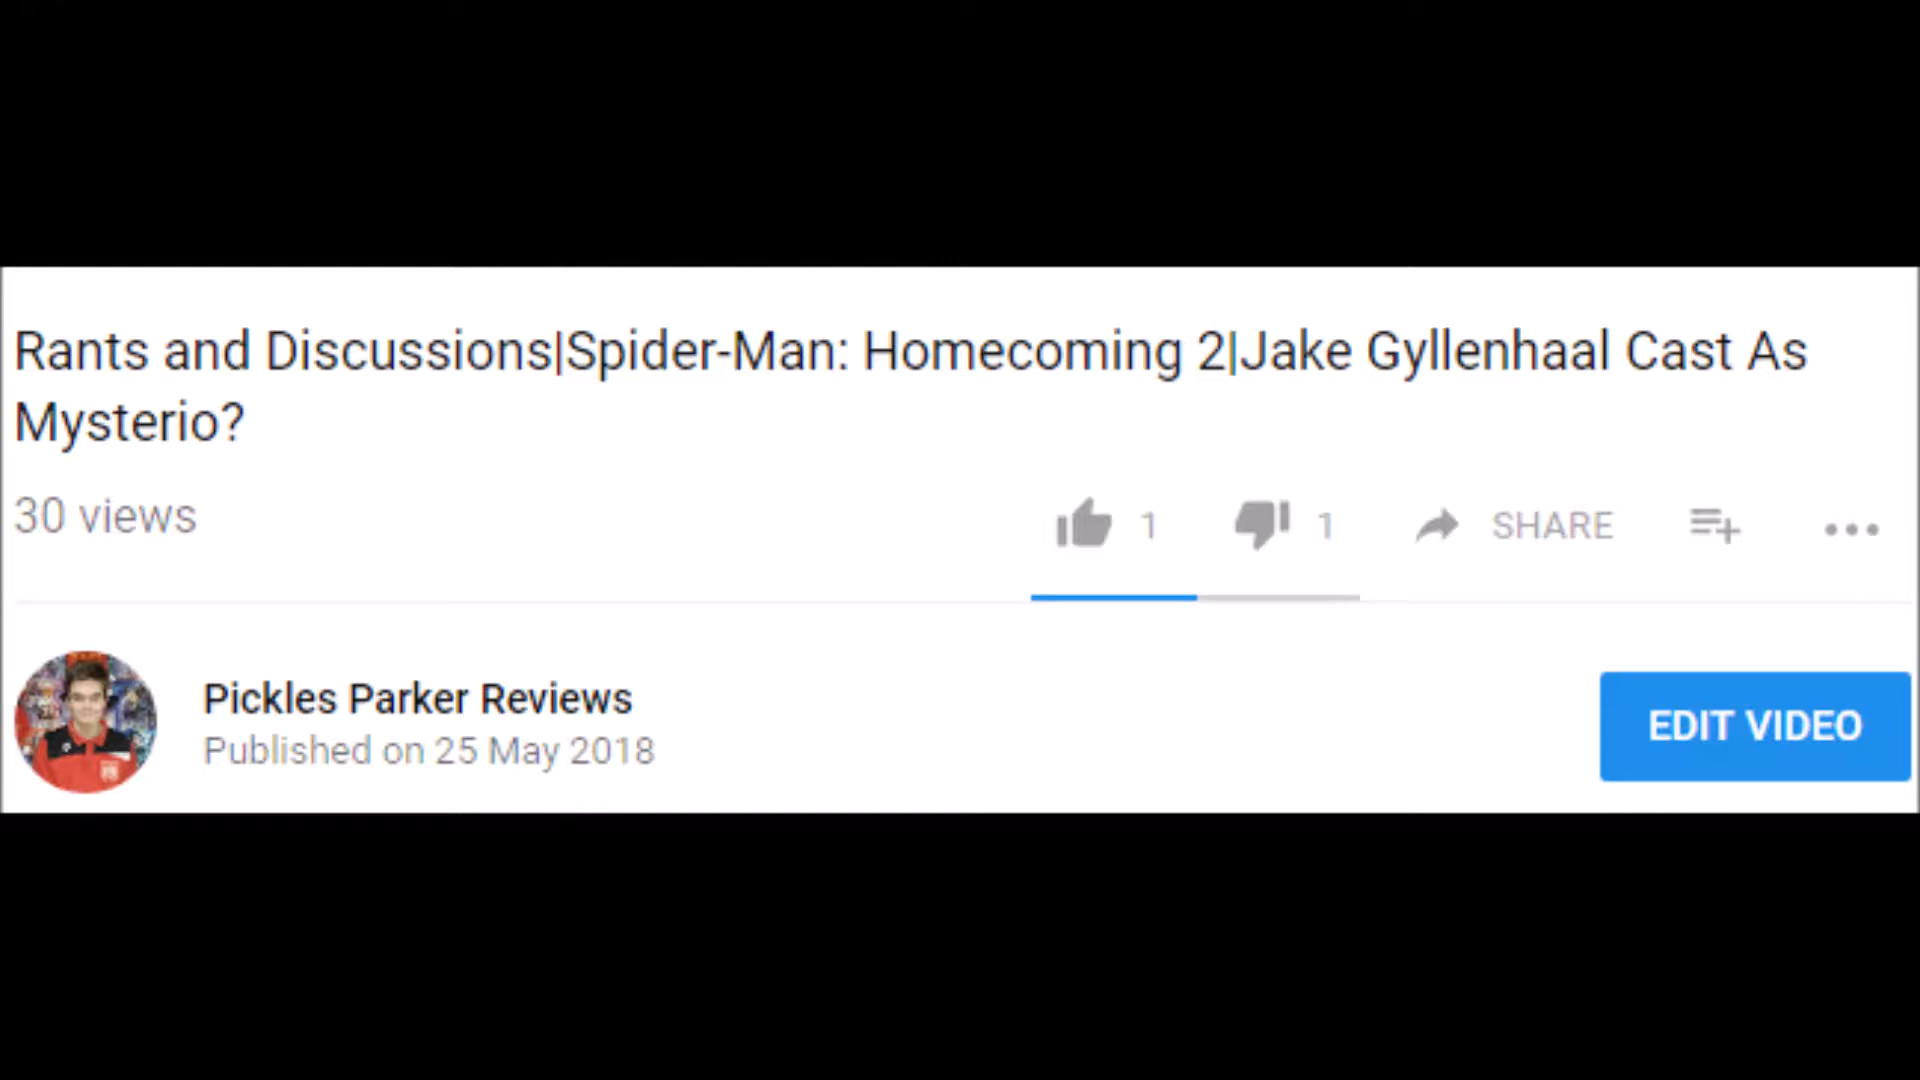 Rants and Discussions|Spider-Man: Homecoming 2|Jake Gyllenhaal Cast As
Mysterio?
30 views
1 1 SHARE
Pickles Parker Reviews
Published on 25 May 2018
EDIT VIDEO